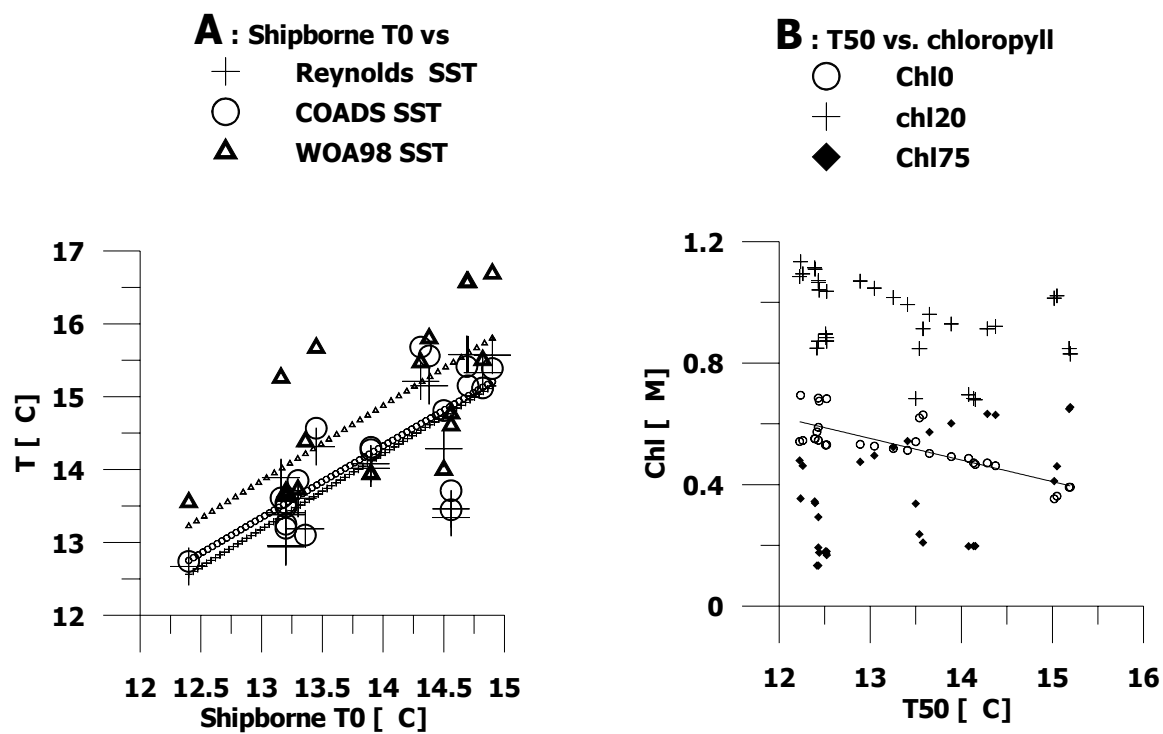 A : Shipborne T0 vs
Reynolds SST
COADS SST
WOA98 SST
17
16
15
14
13
12
T [ C]
12 12.5 13 13.5 14 14.5 15
Shipborne T0 [ C]
B : T50 vs. chloropyll
Chl0
chl20
Chl75
1.2
0.8
0.4
0
Chl [ M]
12 13 14 15 16
T50 [ C]